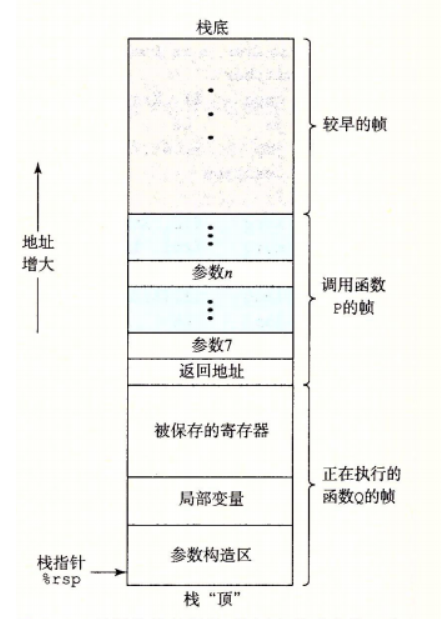 栈底
较早的帧
地址
增大
参数n
调用函数
P的帧
参数7
返回地址
被保存的寄存器
正在执行的
函数Q的帧
局部变量
参数构造区
栈指针
%rsp
栈“顶”